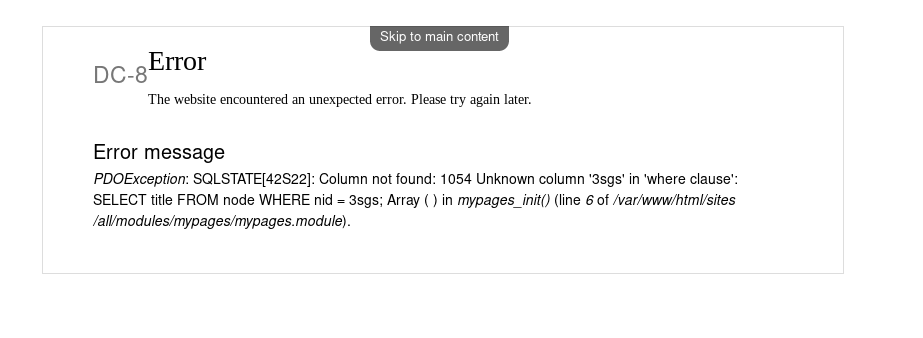 Skip to main content
DC-8
Error
The website encountered an unexpected error. Please try again later.
Error message
PDOException: SQLSTATE[42S22]: Column not found: 1054 Unknown column '3sgs' in 'where clause':
SELECT title FROM node WHERE nid = 3sgs; Array ( ) in mypages_init() (line 6 of /var/www/html/sites
/all/modules/mypages/mypages.module).